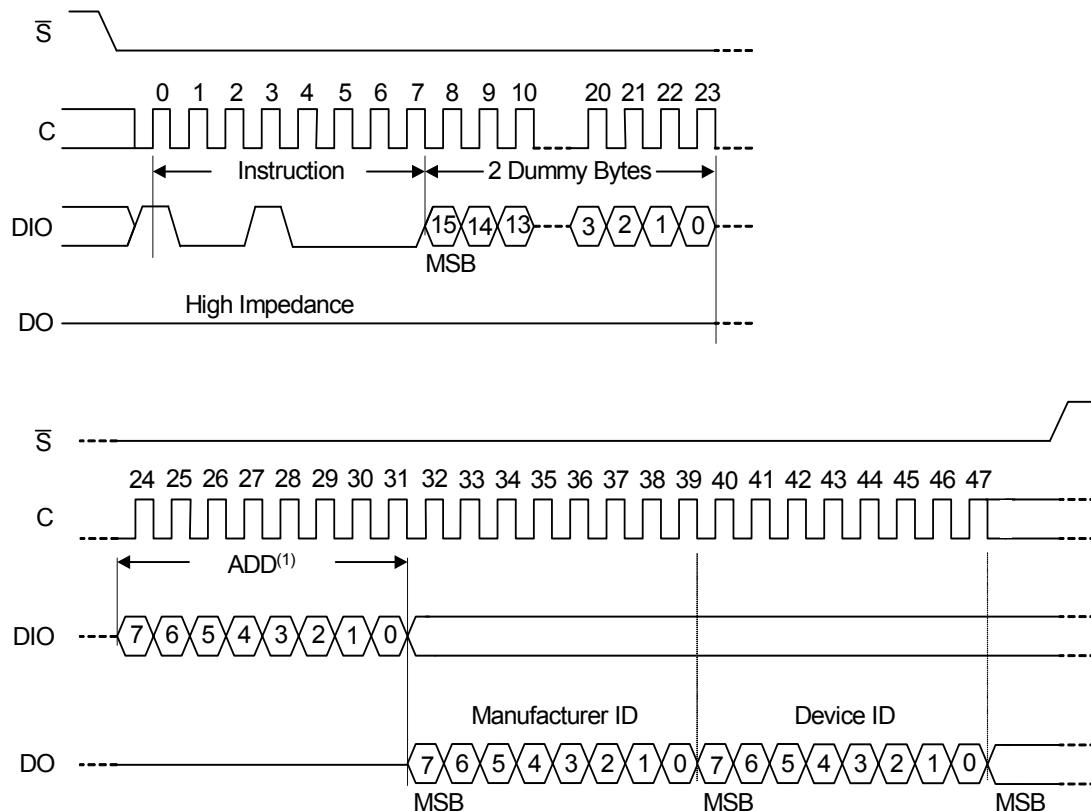 S̅
0 1 2 3 4 5 6 7 8 9 10 20 21 22 23
C
Instruction 2 Dummy Bytes
DIO 15 14 13 3 2 1 0
MSB
High Impedance
DO
S̅
24 25 26 27 28 29 30 31 32 33 34 35 36 37 38 39 40 41 42 43 44 45 46 47
C
ADD(1)
DIO 7 6 5 4 3 2 1 0
Manufacturer ID Device ID
DO 7 6 5 4 3 2 1 0 7 6 5 4 3 2 1 0
MSB MSB MSB